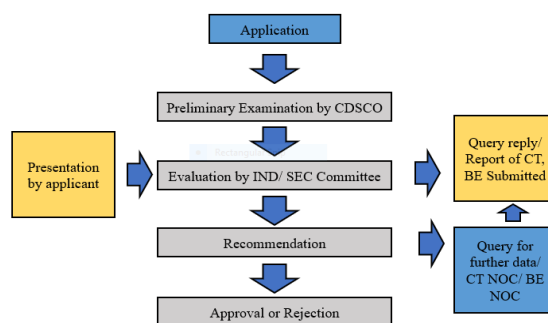 Application
Preliminary Examination by CDSCO
Presentation
by applicant
Evaluation by IND/ SEC Committee
Query reply/
Report of CT,
BE Submitted
Recommendation
Query for
further data/
CT NOC/ BE
NOC
Approval or Rejection